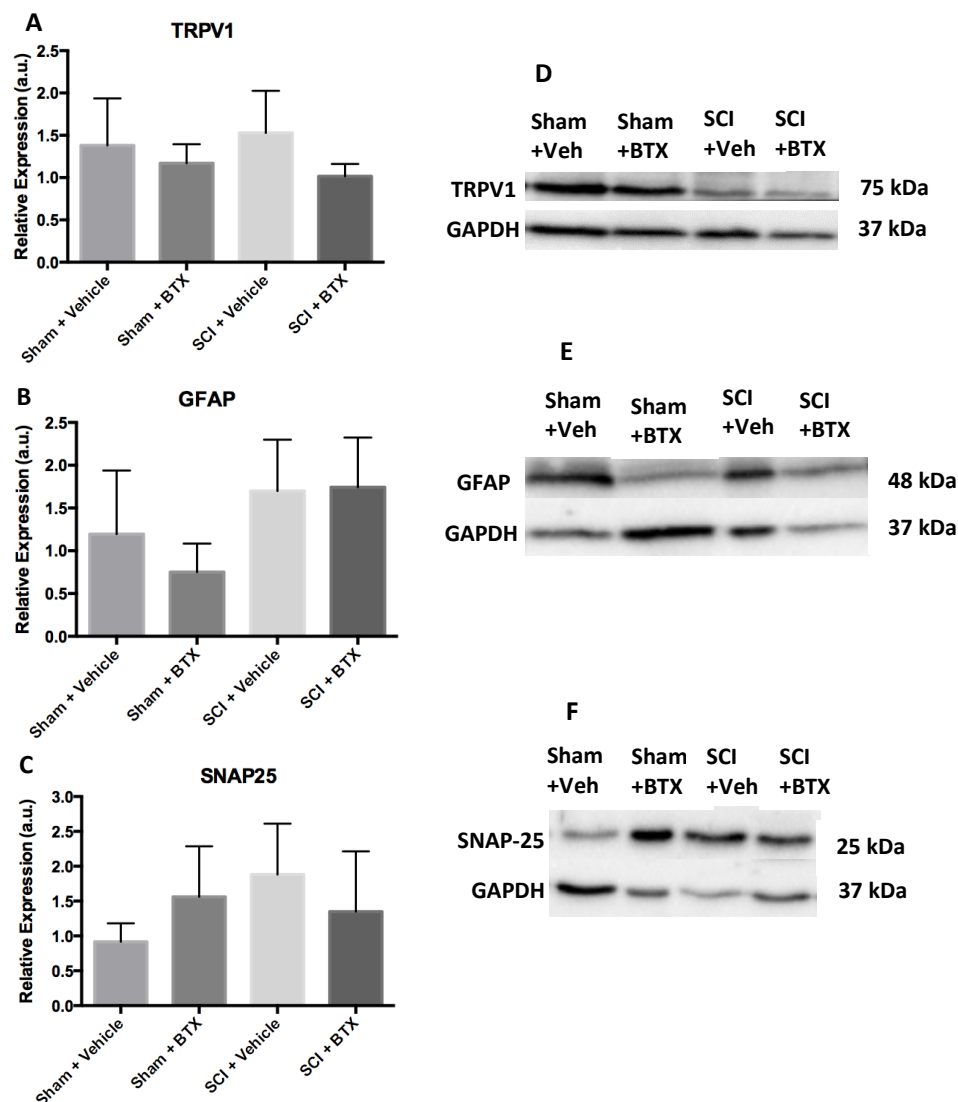 A
TRPV1
Relative Expression (a.u.)
2.5
2.0
1.5
1.0
0.5
0.0
Sham + Vehicle
Sham + BTX
SCI + Vehicle
SCI + BTX
B
GFAP
Relative Expression (a.u.)
2.5
2.0
1.5
1.0
0.5
0.0
Sham + Vehicle
Sham + BTX
SCI + Vehicle
SCI + BTX
C
SNAP25
Relative Expression (a.u.)
3.0
2.5
2.0
1.5
1.0
0.5
0.0
Sham + Vehicle
Sham + BTX
SCI + Vehicle
SCI + BTX
D
Sham
+Veh
Sham
+BTX
SCI
+Veh
SCI
+BTX
TRPV1
75 kDa
GAPDH
37 kDa
E
Sham
+Veh
Sham
+BTX
SCI
+Veh
SCI
+BTX
GFAP
48 kDa
GAPDH
37 kDa
F
Sham
+Veh
Sham
+BTX
SCI
+Veh
SCI
+BTX
SNAP-25
25 kDa
GAPDH
37 kDa